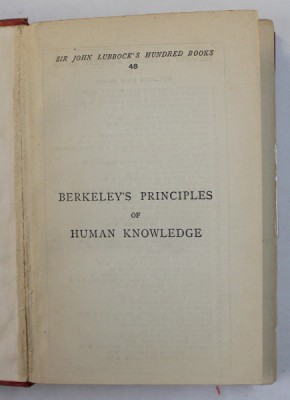 SIR JOHN LUBBOCK'S HUNDRED BOOKS
48
BERKELEY'S PRINCIPLES
OF
HUMAN KNOWLEDGE